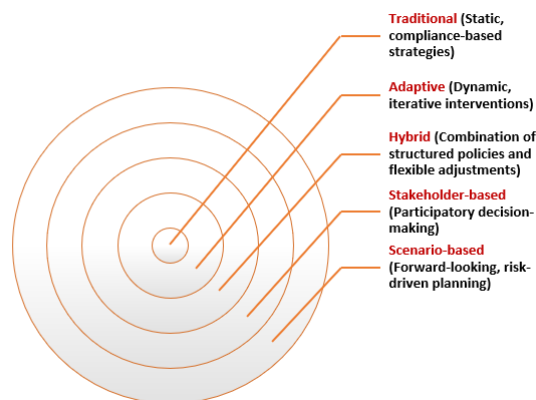 Traditional (Static,
compliance-based
strategies)
Adaptive (Dynamic,
iterative interventions)
Hybrid (Combination of
structured policies and
flexible adjustments)
Stakeholder-based
(Participatory decision-
making)
Scenario-based
(Forward-looking, risk-
driven planning)